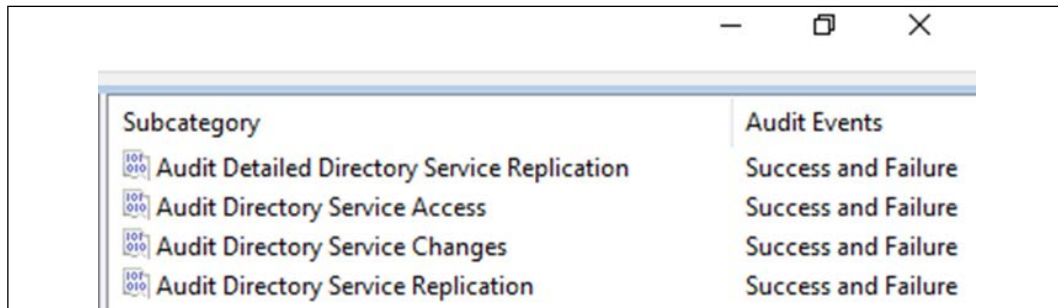 Subcategory Audit Events
Audit Detailed Directory Service Replication Success and Failure
Audit Directory Service Access Success and Failure
Audit Directory Service Changes Success and Failure
Audit Directory Service Replication Success and Failure